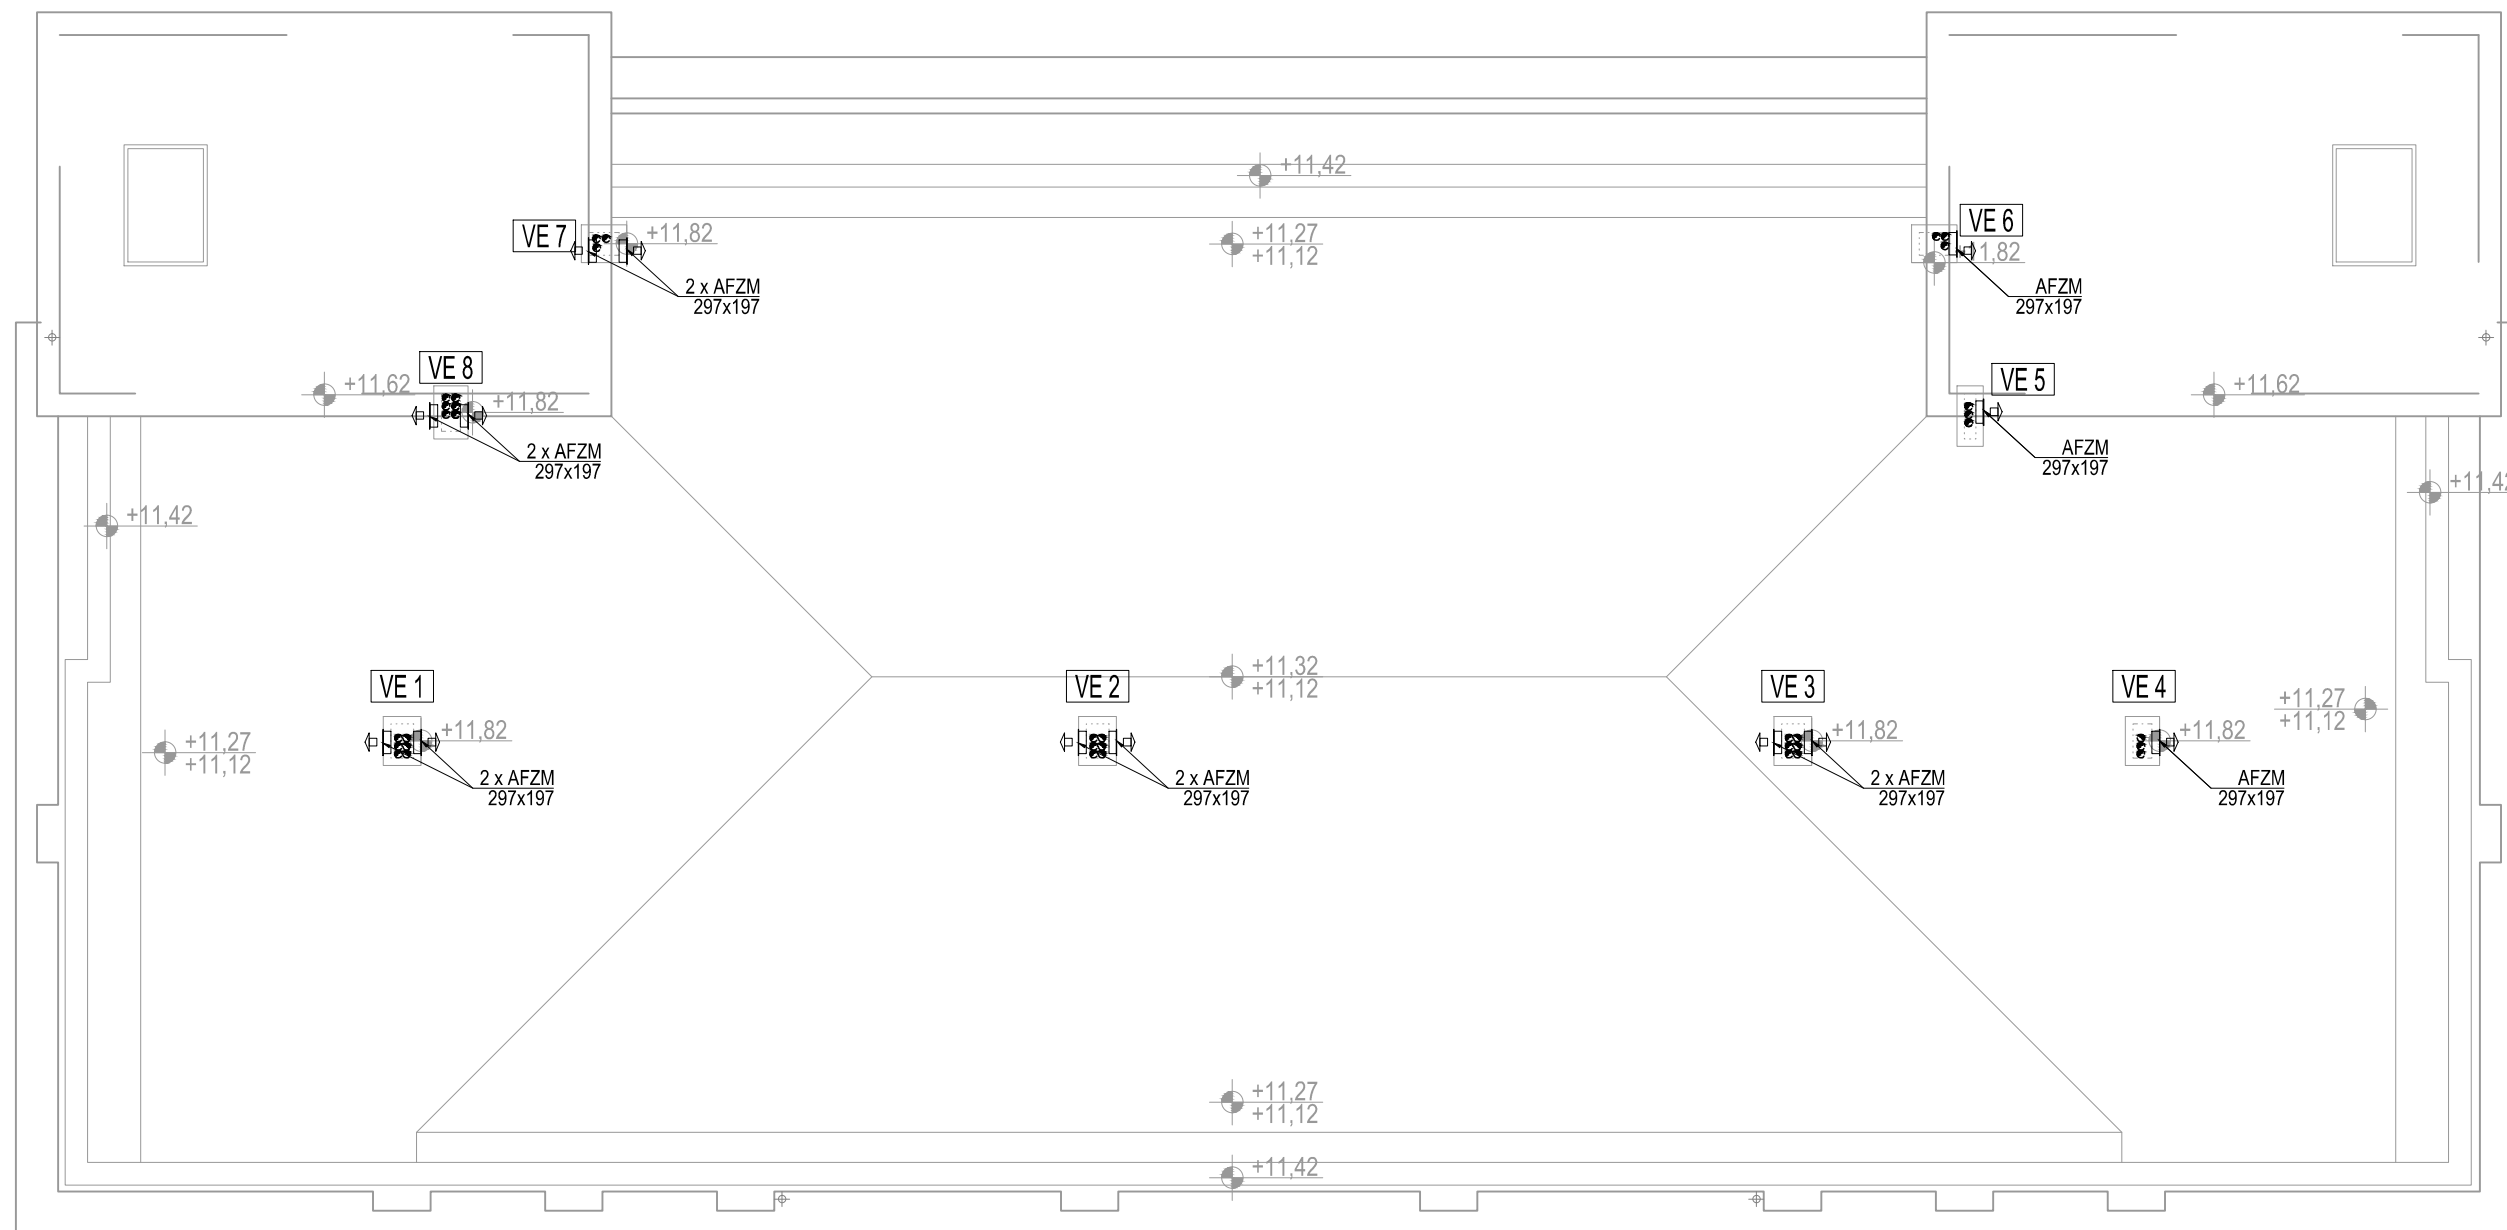 +11,42
VE 7
+11,82
+11,27
+11,12
VE 6
2 x AFZM
297x197
AFZM
297x197
VE 8
+11,62
+11,82
VE 5
+11,62
2 x AFZM
297x197
AFZM
297x197
+11,42
+11,42
+11,32
+11,12
VE 1
VE 2
VE 3
VE 4
+11,27
+11,12
+11,27
+11,12
+11,82
+11,82
+11,82
2 x AFZM
297x197
2 x AFZM
297x197
2 x AFZM
297x197
AFZM
297x197
+11,27
+11,12
+11,42